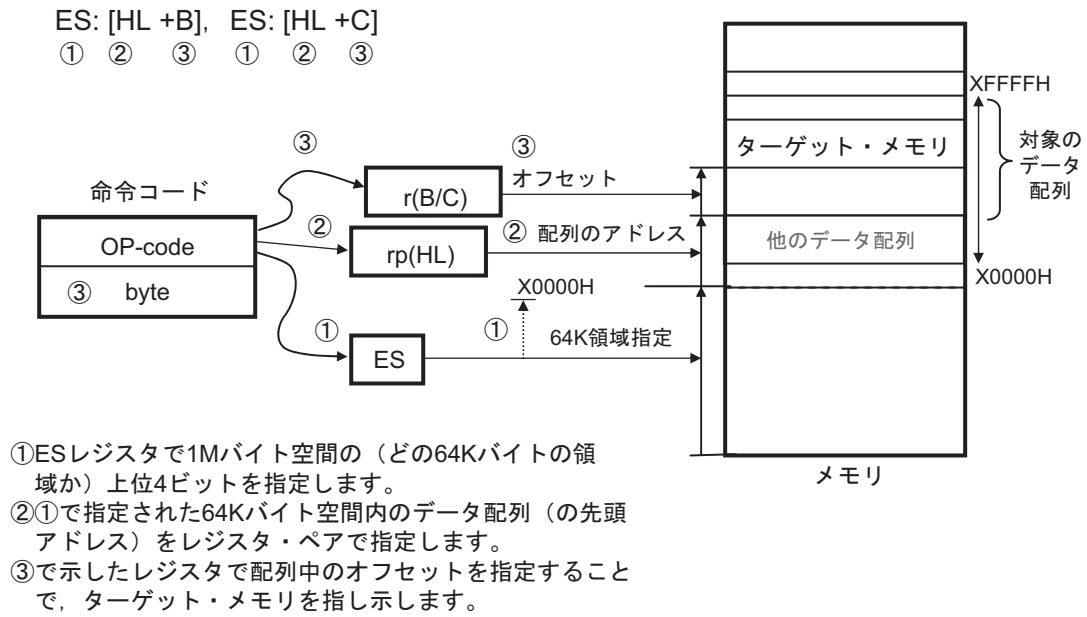 ES: [HL +B],  ES: [HL +C]
① ② ③ ① ② ③
XFFFFH
対象の
データ
配列
ターゲット・メモリ
③
③
オフセット
r(B/C)
命令コード
OP-code
③ byte
②
② 配列のアドレス
rp(HL)
他のデータ配列
X0000H
X0000H
①
①
64K領域指定
ES
メモリ
①ESレジスタで1Mバイト空間の（どの64Kバイトの領
域か）上位4ビットを指定します。
②①で指定された64Kバイト空間内のデータ配列（の先頭
アドレス）をレジスタ・ペアで指定します。
③で示したレジスタで配列中のオフセットを指定すること
で，ターゲット・メモリを指し示します。